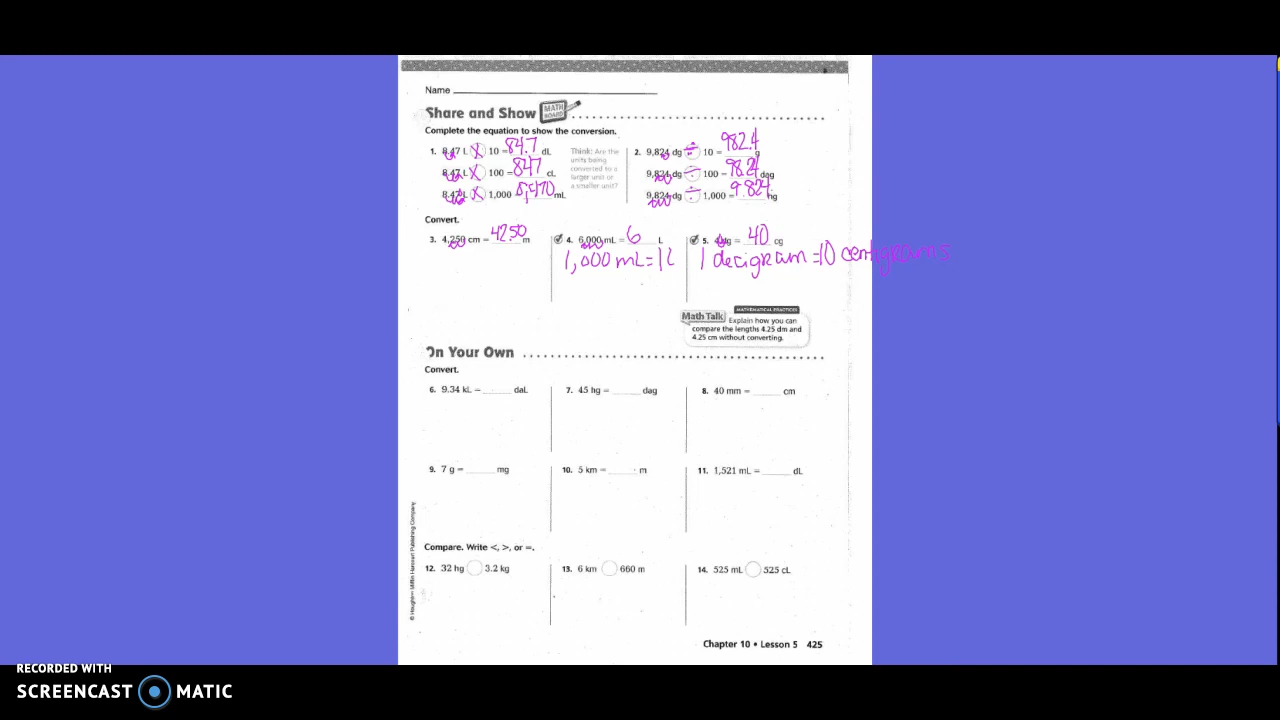 Name
Share and Show MATH BOARD
Complete the equation to show the conversion.
1. 8.47 L X 10 = 84.7 dL
8.47 L X 100 = 847 cL
8.47 L X 1,000 8,470 mL
Think: Are the
units being
converted to a
larger unit or
a smaller unit?
2. 9,824 dg ÷ 10 = 982.4 g
9,824 dg ÷ 100 = 98.24 dag
9,824 dg ÷ 1,000 = 9.824 hg
Convert.
3. 4,250 cm = 42.50 m
4. 6,000 mL = 6 L
1,000 mL = 1 L
5. 4 dg = 40 cg
1 decigram = 10 centigrams
Math Talk MATHEMATICAL PRACTICES
Explain how you can
compare the lengths 4.25 dm and
4.25 cm without converting.
On Your Own
Convert.
6. 9.34 kL = daL
7. 45 hg = dag
8. 40 mm = cm
9. 7 g = mg
10. 5 km = m
11. 1,521 mL = dL
Compare. Write <, >, or =.
12. 32 hg 3.2 kg
13. 6 km 660 m
14. 525 mL 525 cL
© Houghton Mifflin Harcourt Publishing Company
Chapter 10 • Lesson 5 425
RECORDED WITH
SCREENCAST MATIC